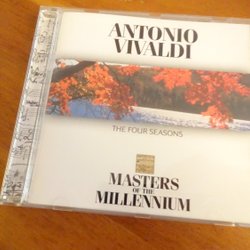 ANTONIO
VIVALDI
THE FOUR SEASONS
MASTERS
OF THE
MILLENNIUM